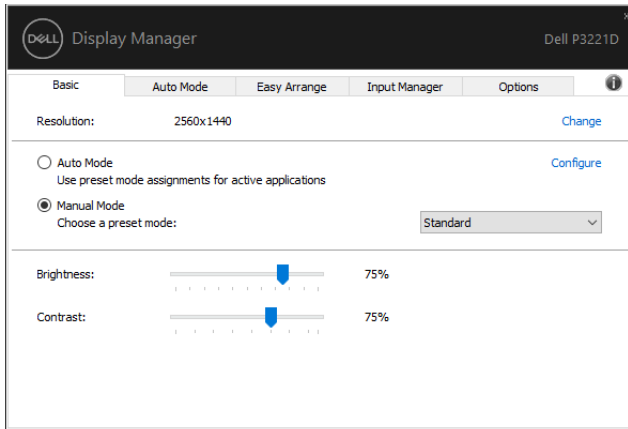 DELL Display Manager Dell P3221D
Basic Auto Mode Easy Arrange Input Manager Options
Resolution: 2560x1440 Change
Auto Mode Configure
Use preset mode assignments for active applications
Manual Mode
Choose a preset mode: Standard
Brightness: 75%
Contrast: 75%